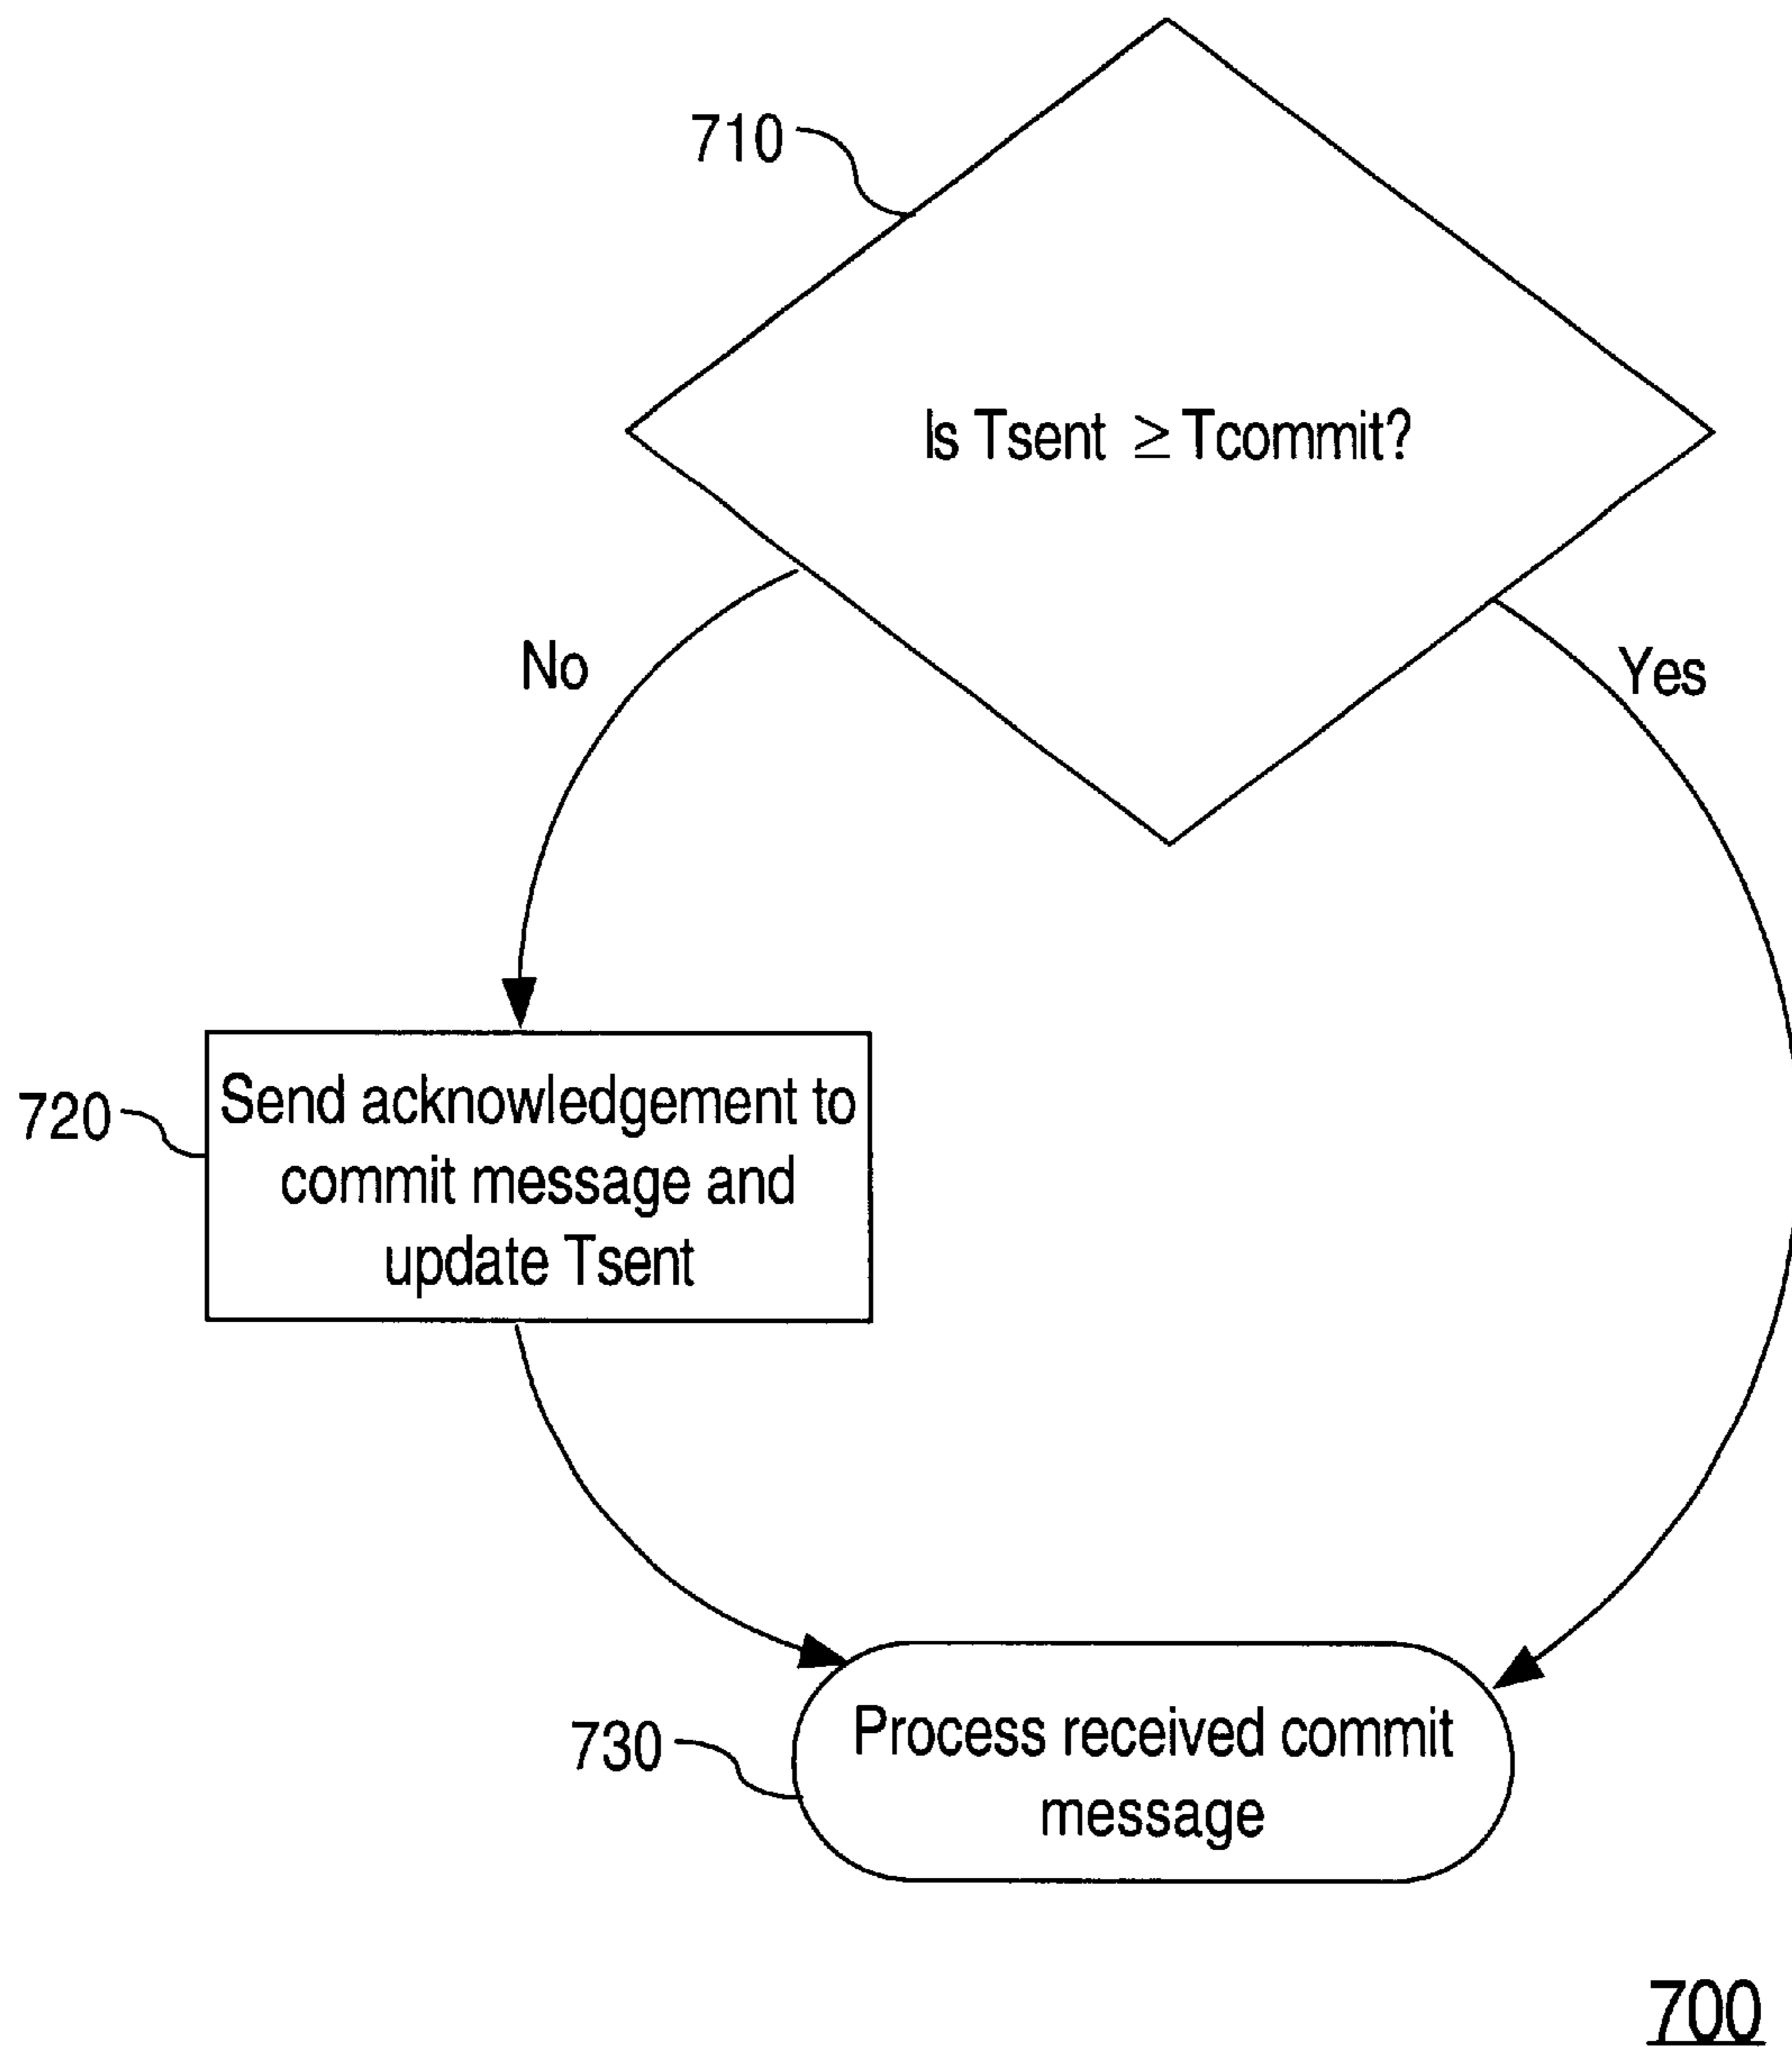 710
Is Tsent ≥ Tcommit?
No
Yes
720
Send acknowledgement to
commit message and
update Tsent
730
Process received commit
message
700